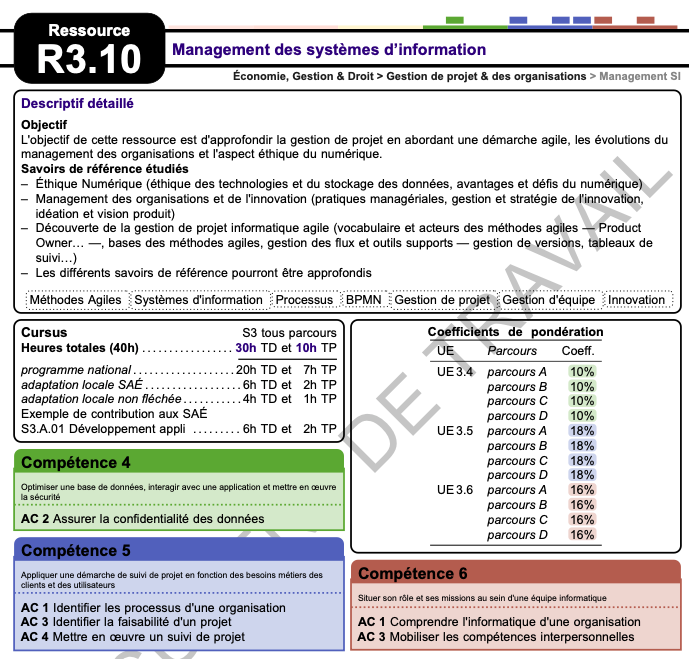 Ressource
R3.10
Management des systèmes d'information
Économie, Gestion & Droit > Gestion de projet & des organisations > Management SI
Descriptif détaillé
Objectif
L'objectif de cette ressource est d'approfondir la gestion de projet en abordant une démarche agile, les évolutions du
management des organisations et l'aspect éthique du numérique.
Savoirs de référence étudiés
– Éthique Numérique (éthique des technologies et du stockage des données, avantages et défis du numérique)
– Management des organisations et de l'innovation (pratiques managériales, gestion et stratégie de l'innovation,
idéation et vision produit)
– Découverte de la gestion de projet informatique agile (vocabulaire et acteurs des méthodes agiles — Product
Owner... —, bases des méthodes agiles, gestion des flux et outils supports — gestion de versions, tableaux de
suivi...)
– Les différents savoirs de référence pourront être approfondis
Méthodes Agiles Systèmes d'information Processus BPMN Gestion de projet Gestion d'équipe Innovation
Cursus S3 tous parcours
Heures totales (40h) ................. 30h TD et 10h TP
programme national ................... 20h TD et 7h TP
adaptation locale SAÉ ................. 6h TD et 2h TP
adaptation locale non fléchée ........... 4h TD et 1h TP
Exemple de contribution aux SAÉ
S3.A.01 Développement appli ......... 6h TD et 2h TP
Coefficients de pondération
UE Parcours Coeff.
UE 3.4 parcours A 10%
parcours B 10%
parcours C 10%
parcours D 10%
UE 3.5 parcours A 18%
parcours B 18%
parcours C 18%
parcours D 18%
UE 3.6 parcours A 16%
parcours B 16%
parcours C 16%
parcours D 16%
Compétence 4
Optimiser une base de données, interagir avec une application et mettre en œuvre
la sécurité
AC 2 Assurer la confidentialité des données
Compétence 5
Appliquer une démarche de suivi de projet en fonction des besoins métiers des
clients et des utilisateurs
AC 1 Identifier les processus d'une organisation
AC 3 Identifier la faisabilité d'un projet
AC 4 Mettre en œuvre un suivi de projet
Compétence 6
Situer son rôle et ses missions au sein d'une équipe informatique
AC 1 Comprendre l'informatique d'une organisation
AC 3 Mobiliser les compétences interpersonnelles
DE TRAVAIL